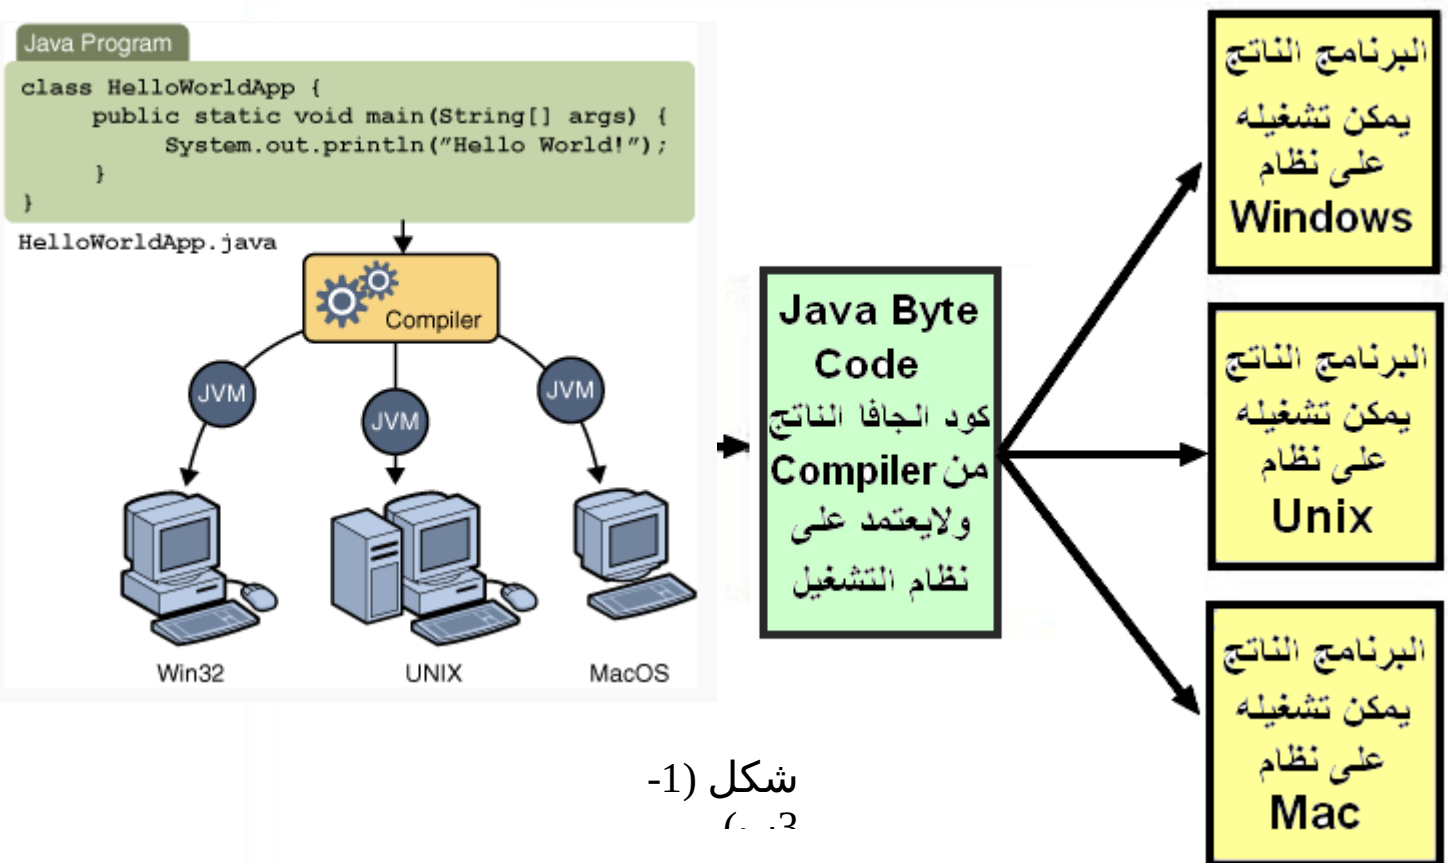 Java Program
class HelloWorldApp {
public static void main(String[] args) {
System.out.println("Hello World!");
}
}
HelloWorldApp.java
Compiler
JVM
JVM
JVM
Win32
UNIX
MacOS
Java Byte
Code
كود الجافا الناتج
من Compiler
ولايعتمد على
نظام التشغيل
البرنامج الناتج
يمكن تشغيله
على نظام
Windows
البرنامج الناتج
يمكن تشغيله
على نظام
Unix
البرنامج الناتج
يمكن تشغيله
على نظام
Mac
شكل (1-